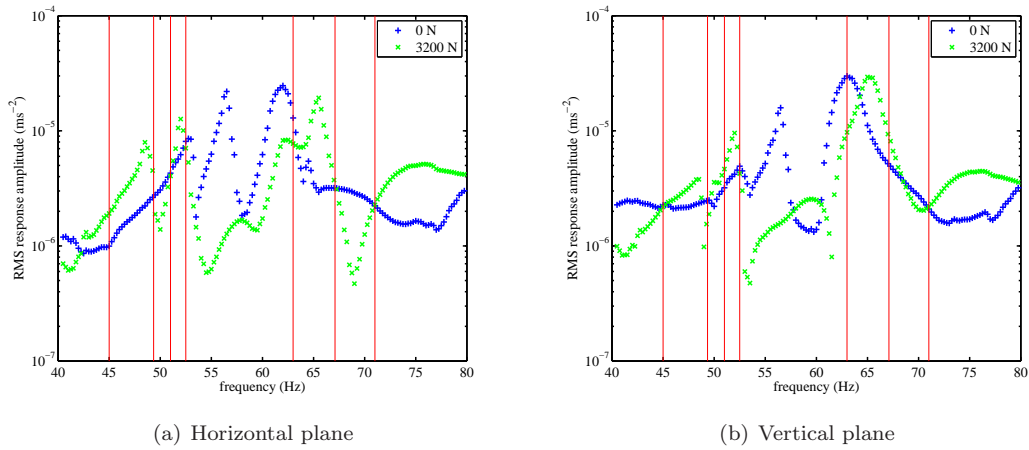 10⁻⁴
10⁻⁵
10⁻⁶
10⁻⁷
RMS response amplitude (ms⁻²)
0 N
3200 N
40 45 50 55 60 65 70 75 80
frequency (Hz)
(a) Horizontal plane
10⁻⁴
10⁻⁵
10⁻⁶
10⁻⁷
RMS response amplitude (ms⁻²)
0 N
3200 N
40 45 50 55 60 65 70 75 80
frequency (Hz)
(b) Vertical plane